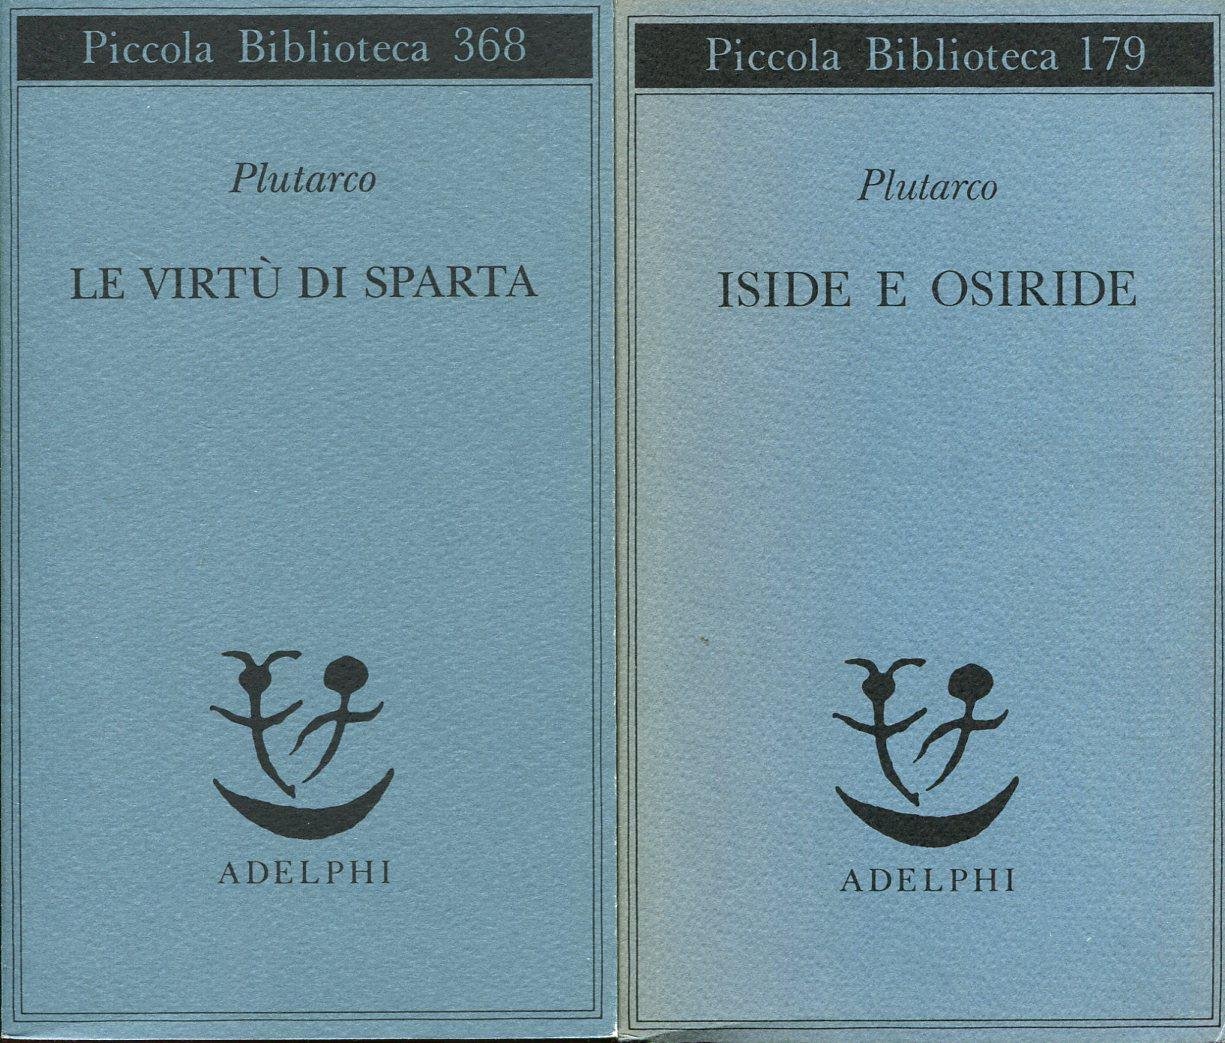 Piccola Biblioteca 368
Plutarco
LE VIRTÙ DI SPARTA
ADELPHI
Piccola Biblioteca 179
Plutarco
ISIDE E OSIRIDE
ADELPHI